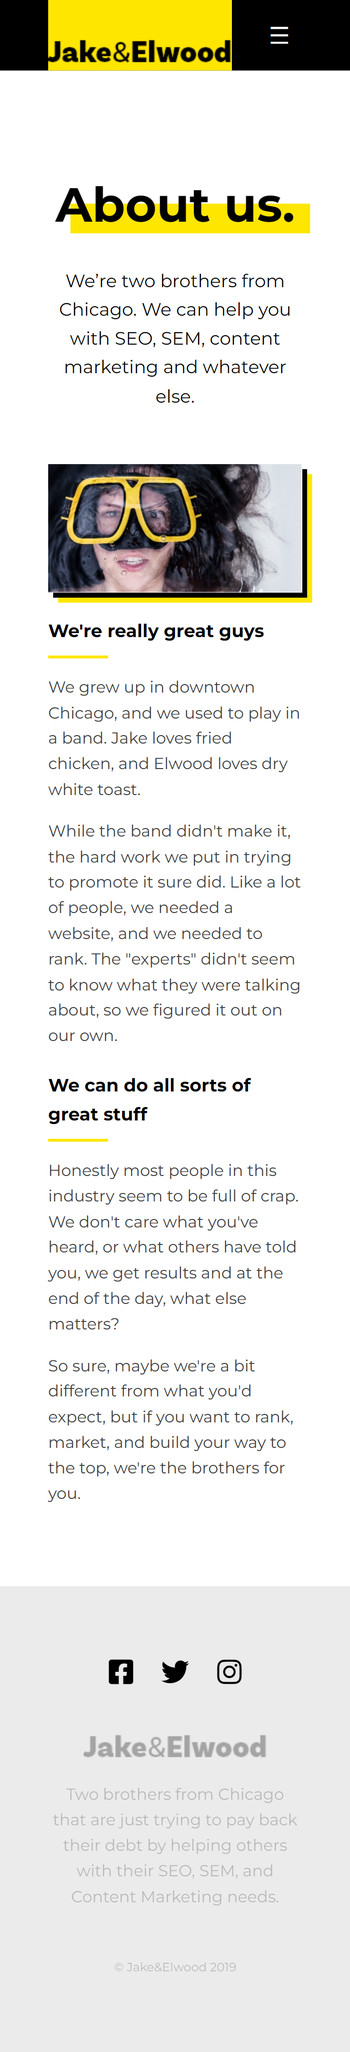 Jake&Elwood
About us.
We’re two brothers from
Chicago. We can help you
with SEO, SEM, content
marketing and whatever
else.
We're really great guys
We grew up in downtown
Chicago, and we used to play in
a band. Jake loves fried
chicken, and Elwood loves dry
white toast.
While the band didn't make it,
the hard work we put in trying
to promote it sure did. Like a lot
of people, we needed a
website, and we needed to
rank. The "experts" didn't seem
to know what they were talking
about, so we figured it out on
our own.
We can do all sorts of
great stuff
Honestly most people in this
industry seem to be full of crap.
We don't care what you've
heard, or what others have told
you, we get results and at the
end of the day, what else
matters?
So sure, maybe we're a bit
different from what you'd
expect, but if you want to rank,
market, and build your way to
the top, we're the brothers for
you.
Jake&Elwood
Two brothers from Chicago
that are just trying to pay back
their debt by helping others
with their SEO, SEM, and
Content Marketing needs.
© Jake&Elwood 2019